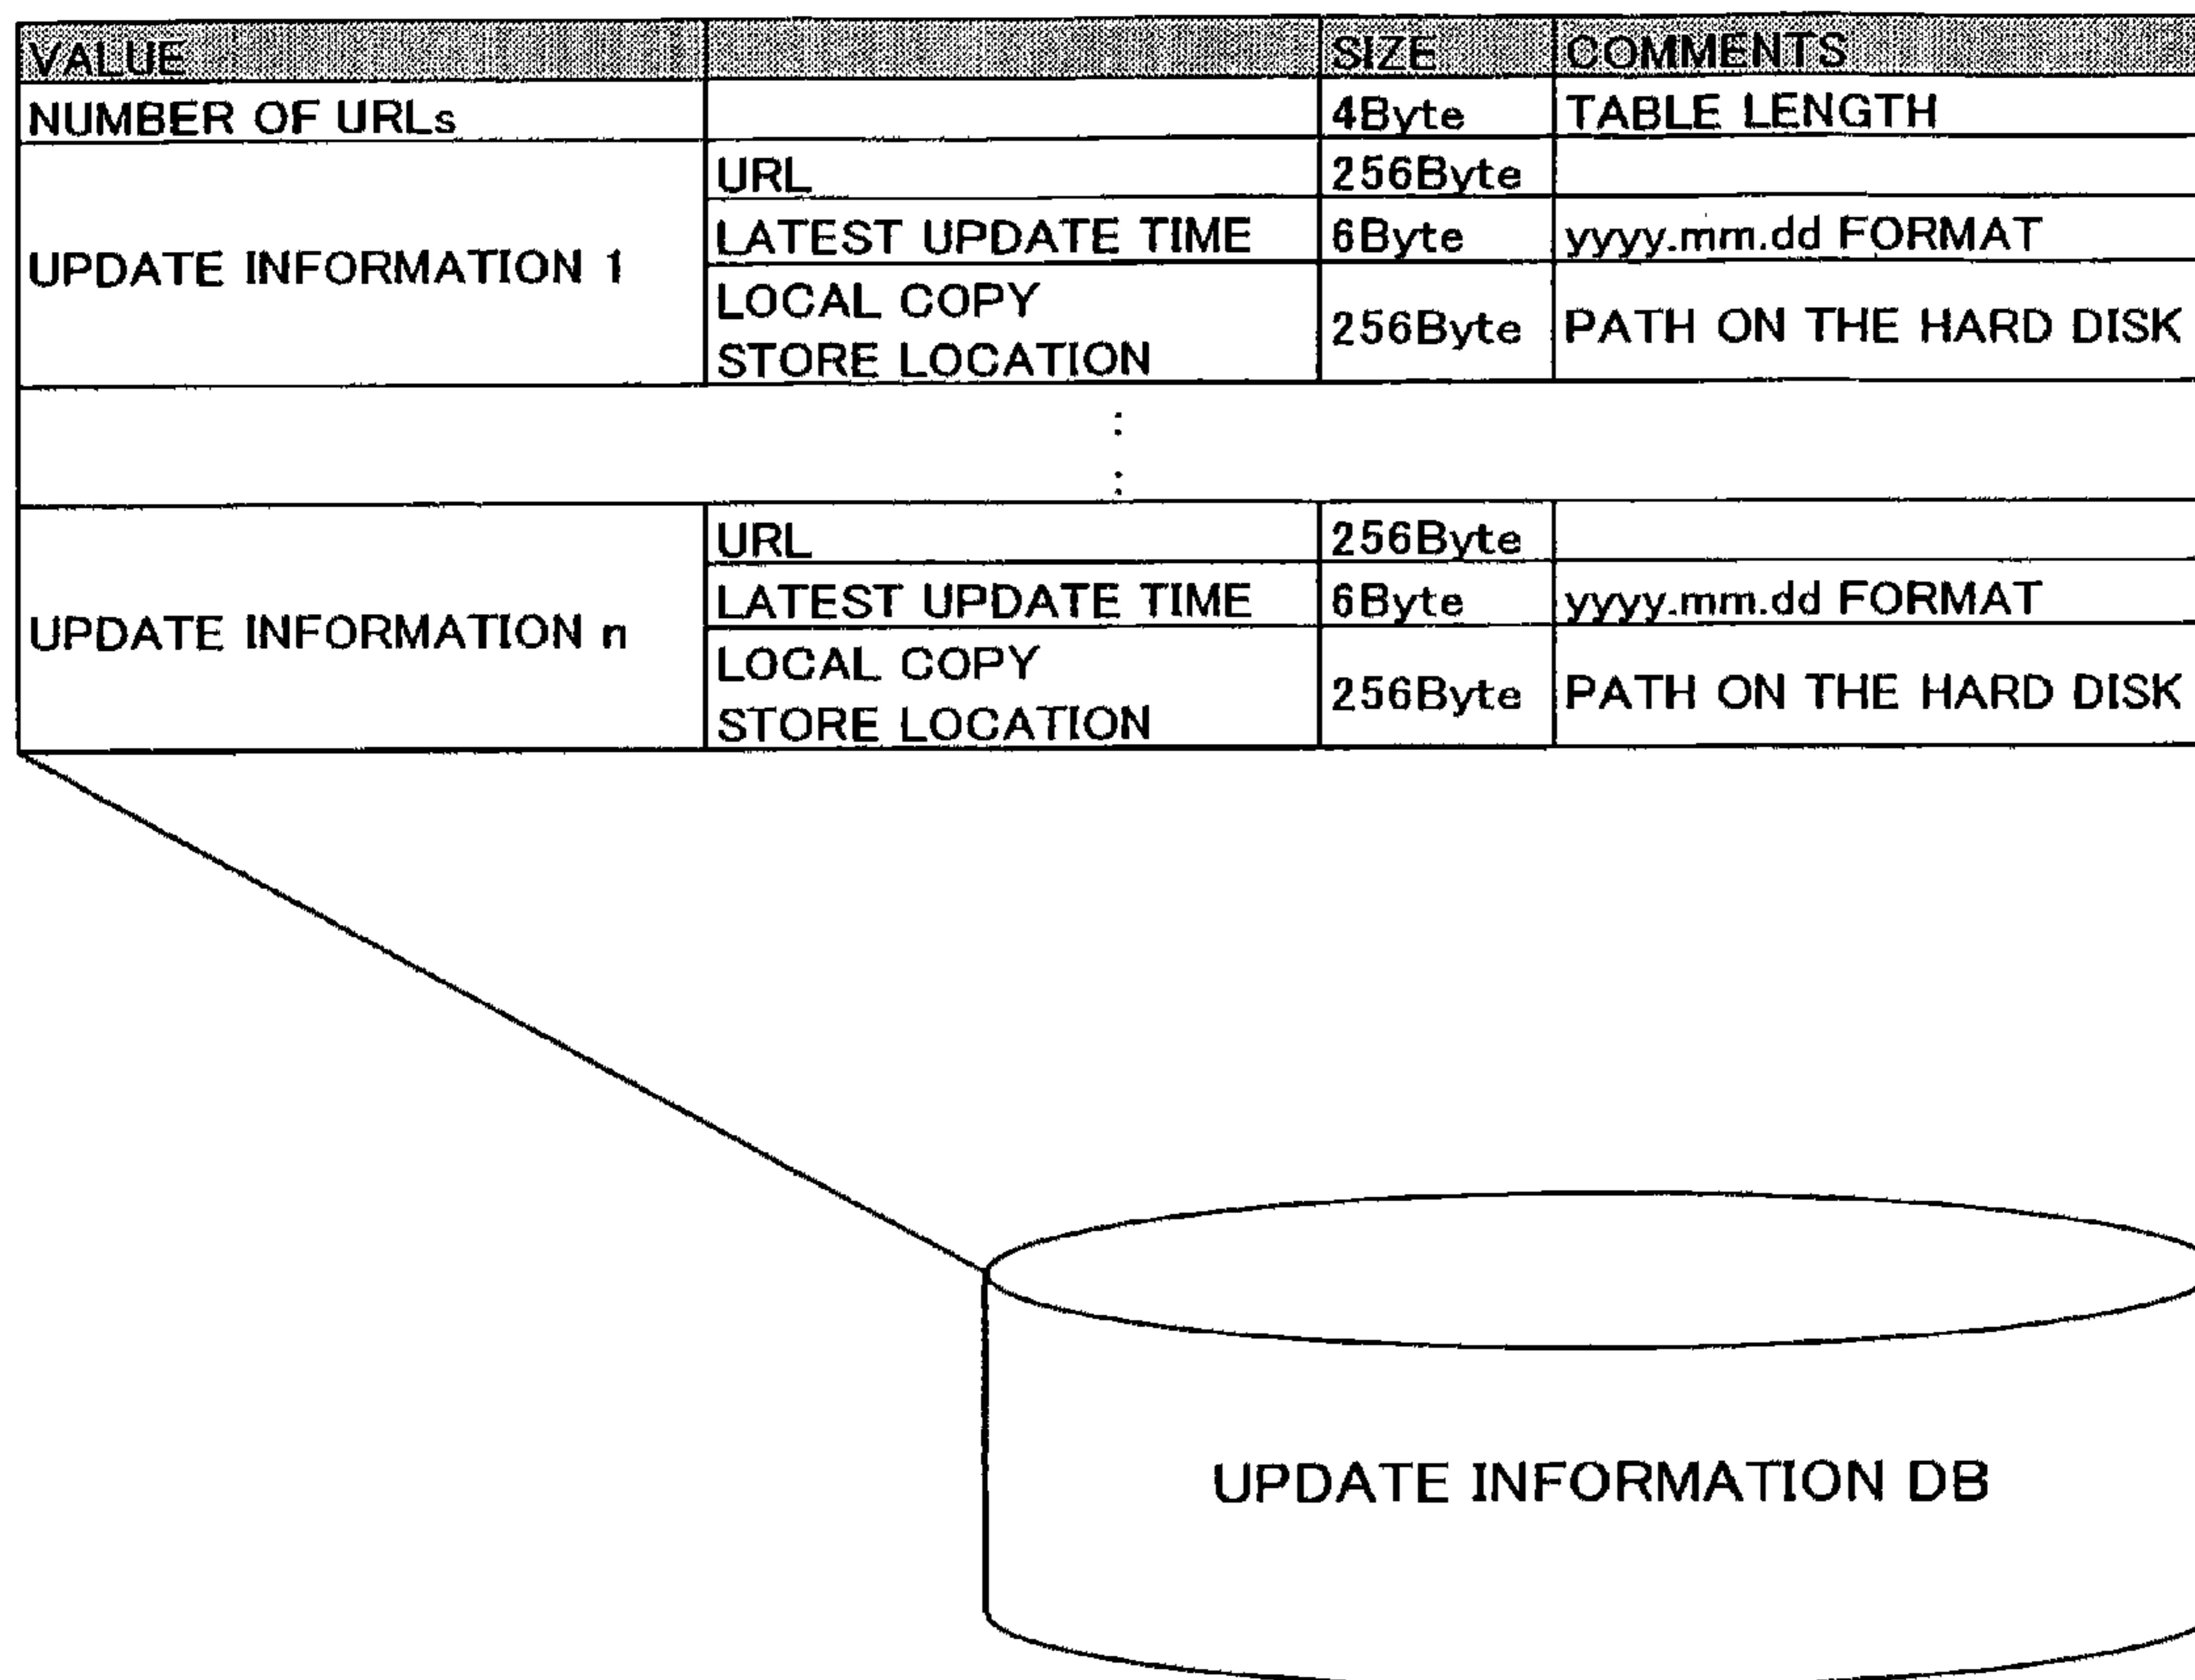 VALUE SIZE COMMENTS
NUMBER OF URLs 4Byte TABLE LENGTH
UPDATE INFORMATION 1
URL 256Byte
LATEST UPDATE TIME 6Byte yyyy.mm.dd FORMAT
LOCAL COPY
STORE LOCATION 256Byte PATH ON THE HARD DISK
UPDATE INFORMATION n
URL 256Byte
LATEST UPDATE TIME 6Byte yyyy.mm.dd FORMAT
LOCAL COPY
STORE LOCATION 256Byte PATH ON THE HARD DISK
UPDATE INFORMATION DB